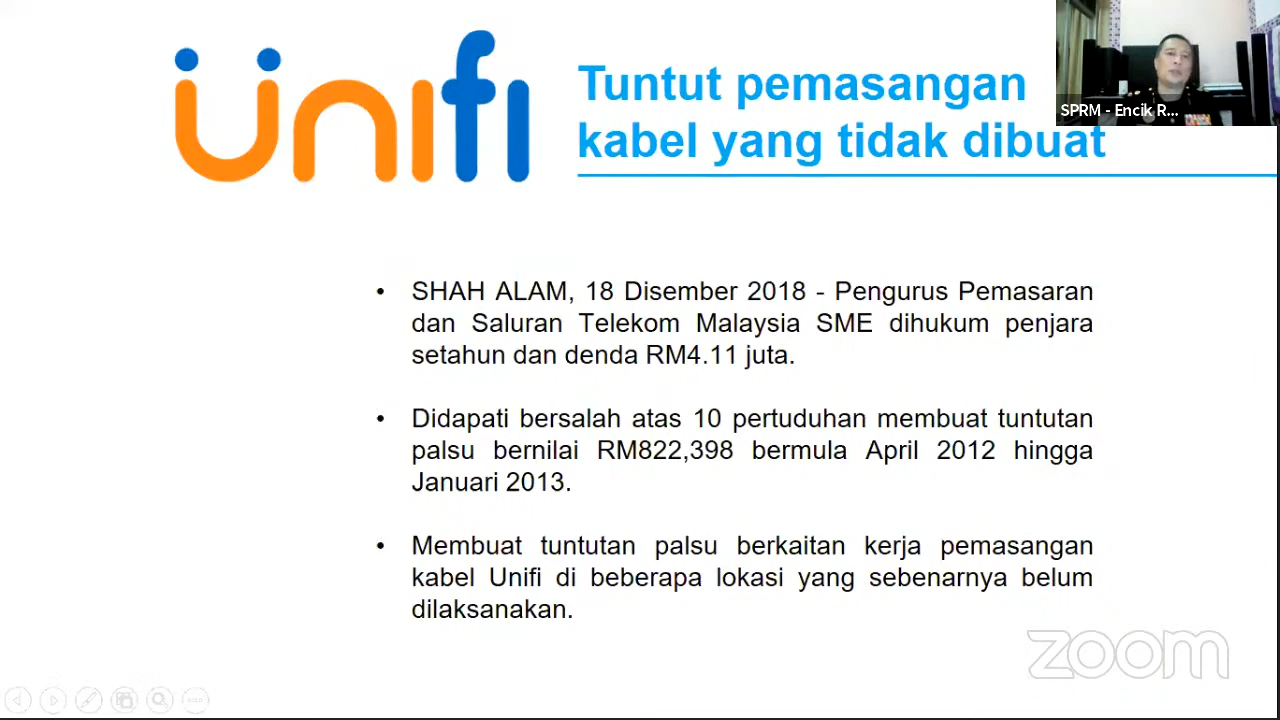 unifi
Tuntut pemasangan
kabel yang tidak dibuat
SPRM - Encik R...
• SHAH ALAM, 18 Disember 2018 - Pengurus Pemasaran
dan Saluran Telekom Malaysia SME dihukum penjara
setahun dan denda RM4.11 juta.
• Didapati bersalah atas 10 pertuduhan membuat tuntutan
palsu bernilai RM822,398 bermula April 2012 hingga
Januari 2013.
• Membuat tuntutan palsu berkaitan kerja pemasangan
kabel Unifi di beberapa lokasi yang sebenarnya belum
dilaksanakan.
zoom